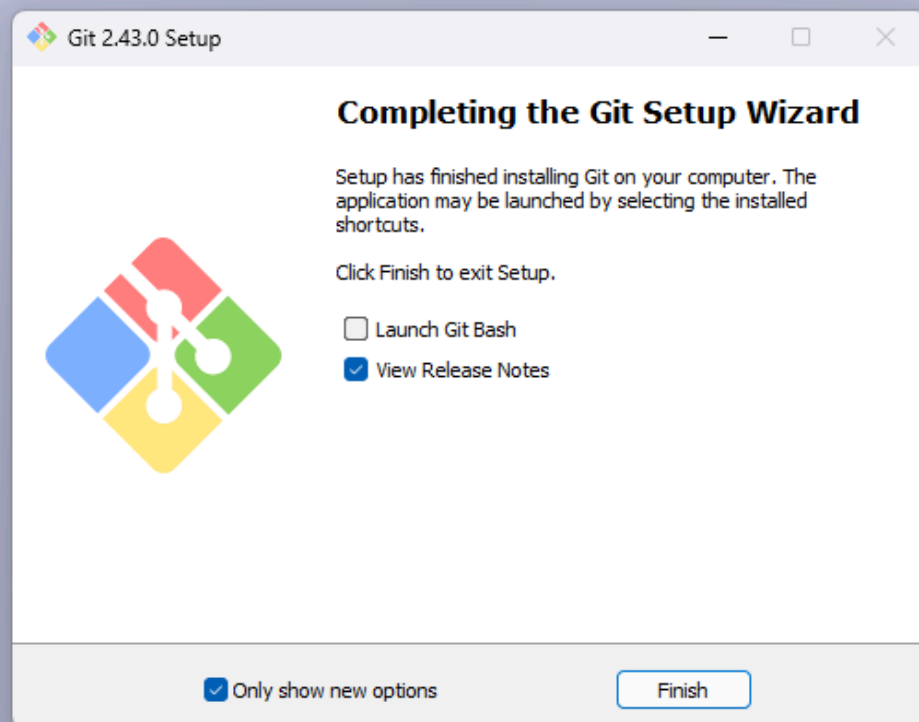 Git 2.43.0 Setup
Completing the Git Setup Wizard
Setup has finished installing Git on your computer. The
application may be launched by selecting the installed
shortcuts.
Click Finish to exit Setup.
Launch Git Bash
View Release Notes
Only show new options
Finish